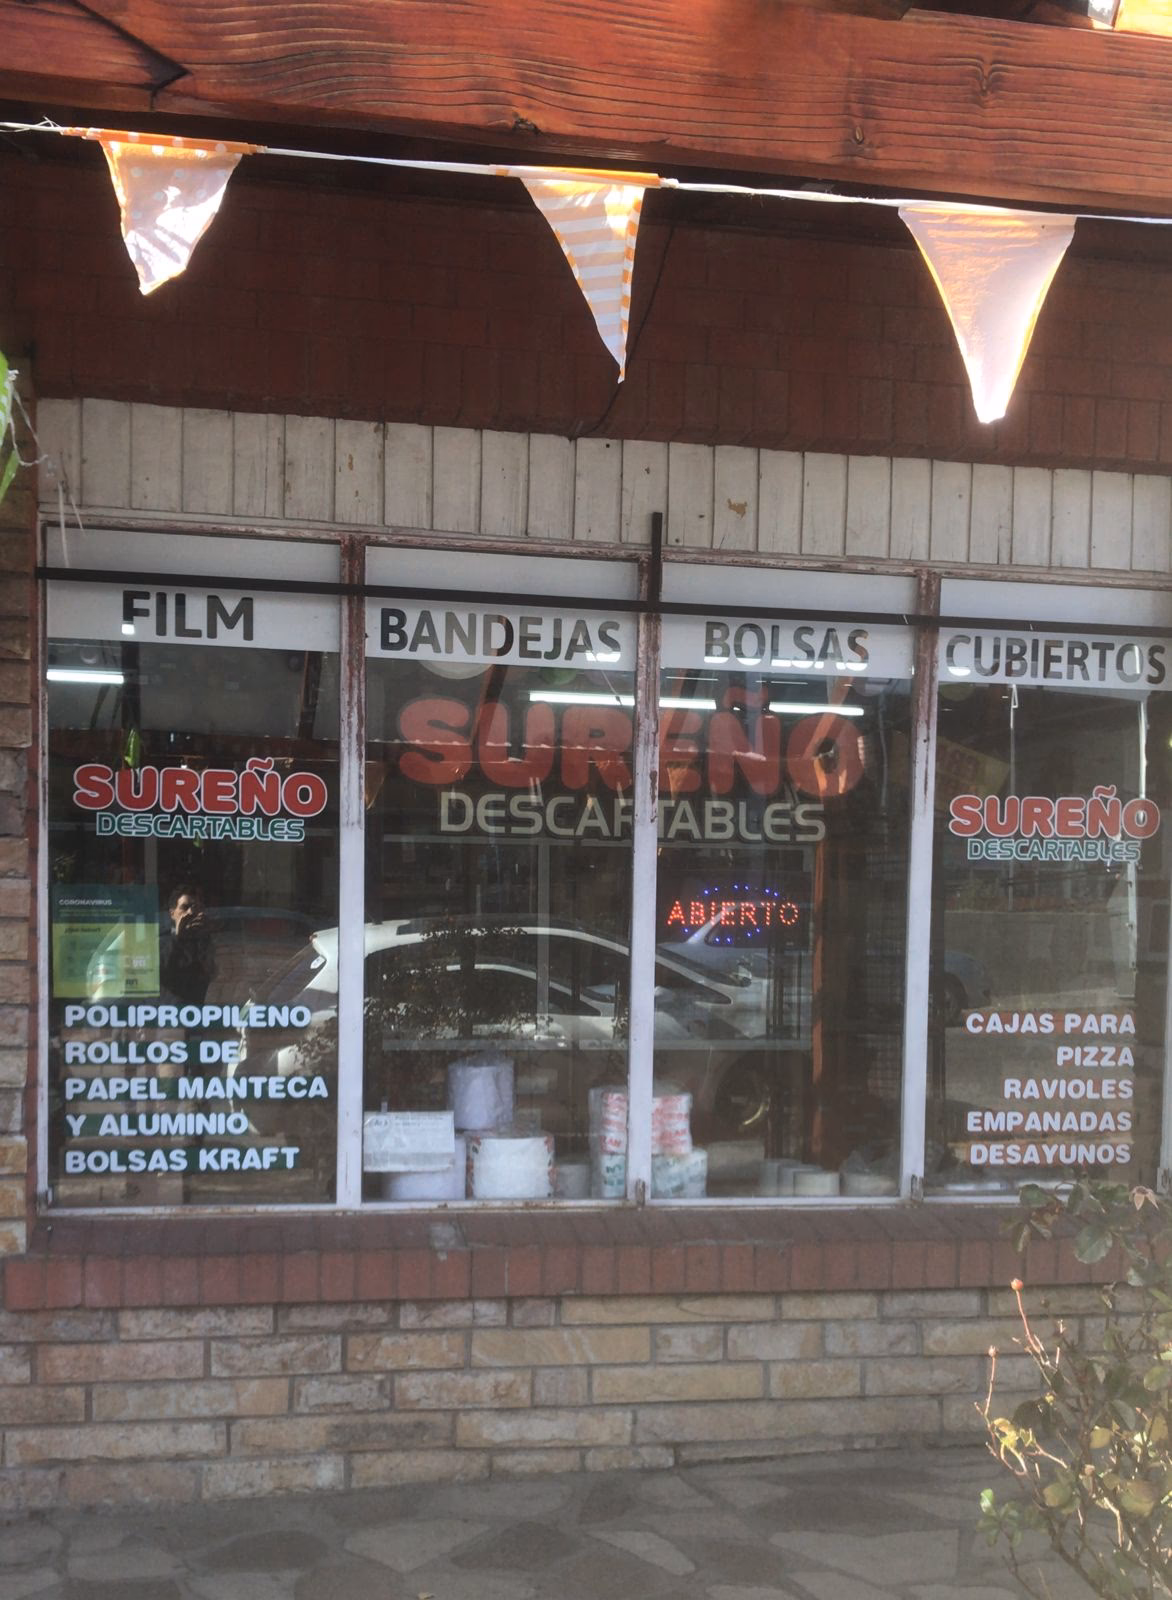 FILM
BANDEJAS
BOLSAS
CUBIERTOS
SUREÑO
DESCARTABLES
SUREÑO
DESCARTABLES
SUREÑO
DESCARTABLES
CORONAVIRUS
ABIERTO
POLIPROPILENO
ROLLOS DE
PAPEL MANTECA
Y ALUMINIO
BOLSAS KRAFT
CAJAS PARA
PIZZA
RAVIOLES
EMPANADAS
DESAYUNOS